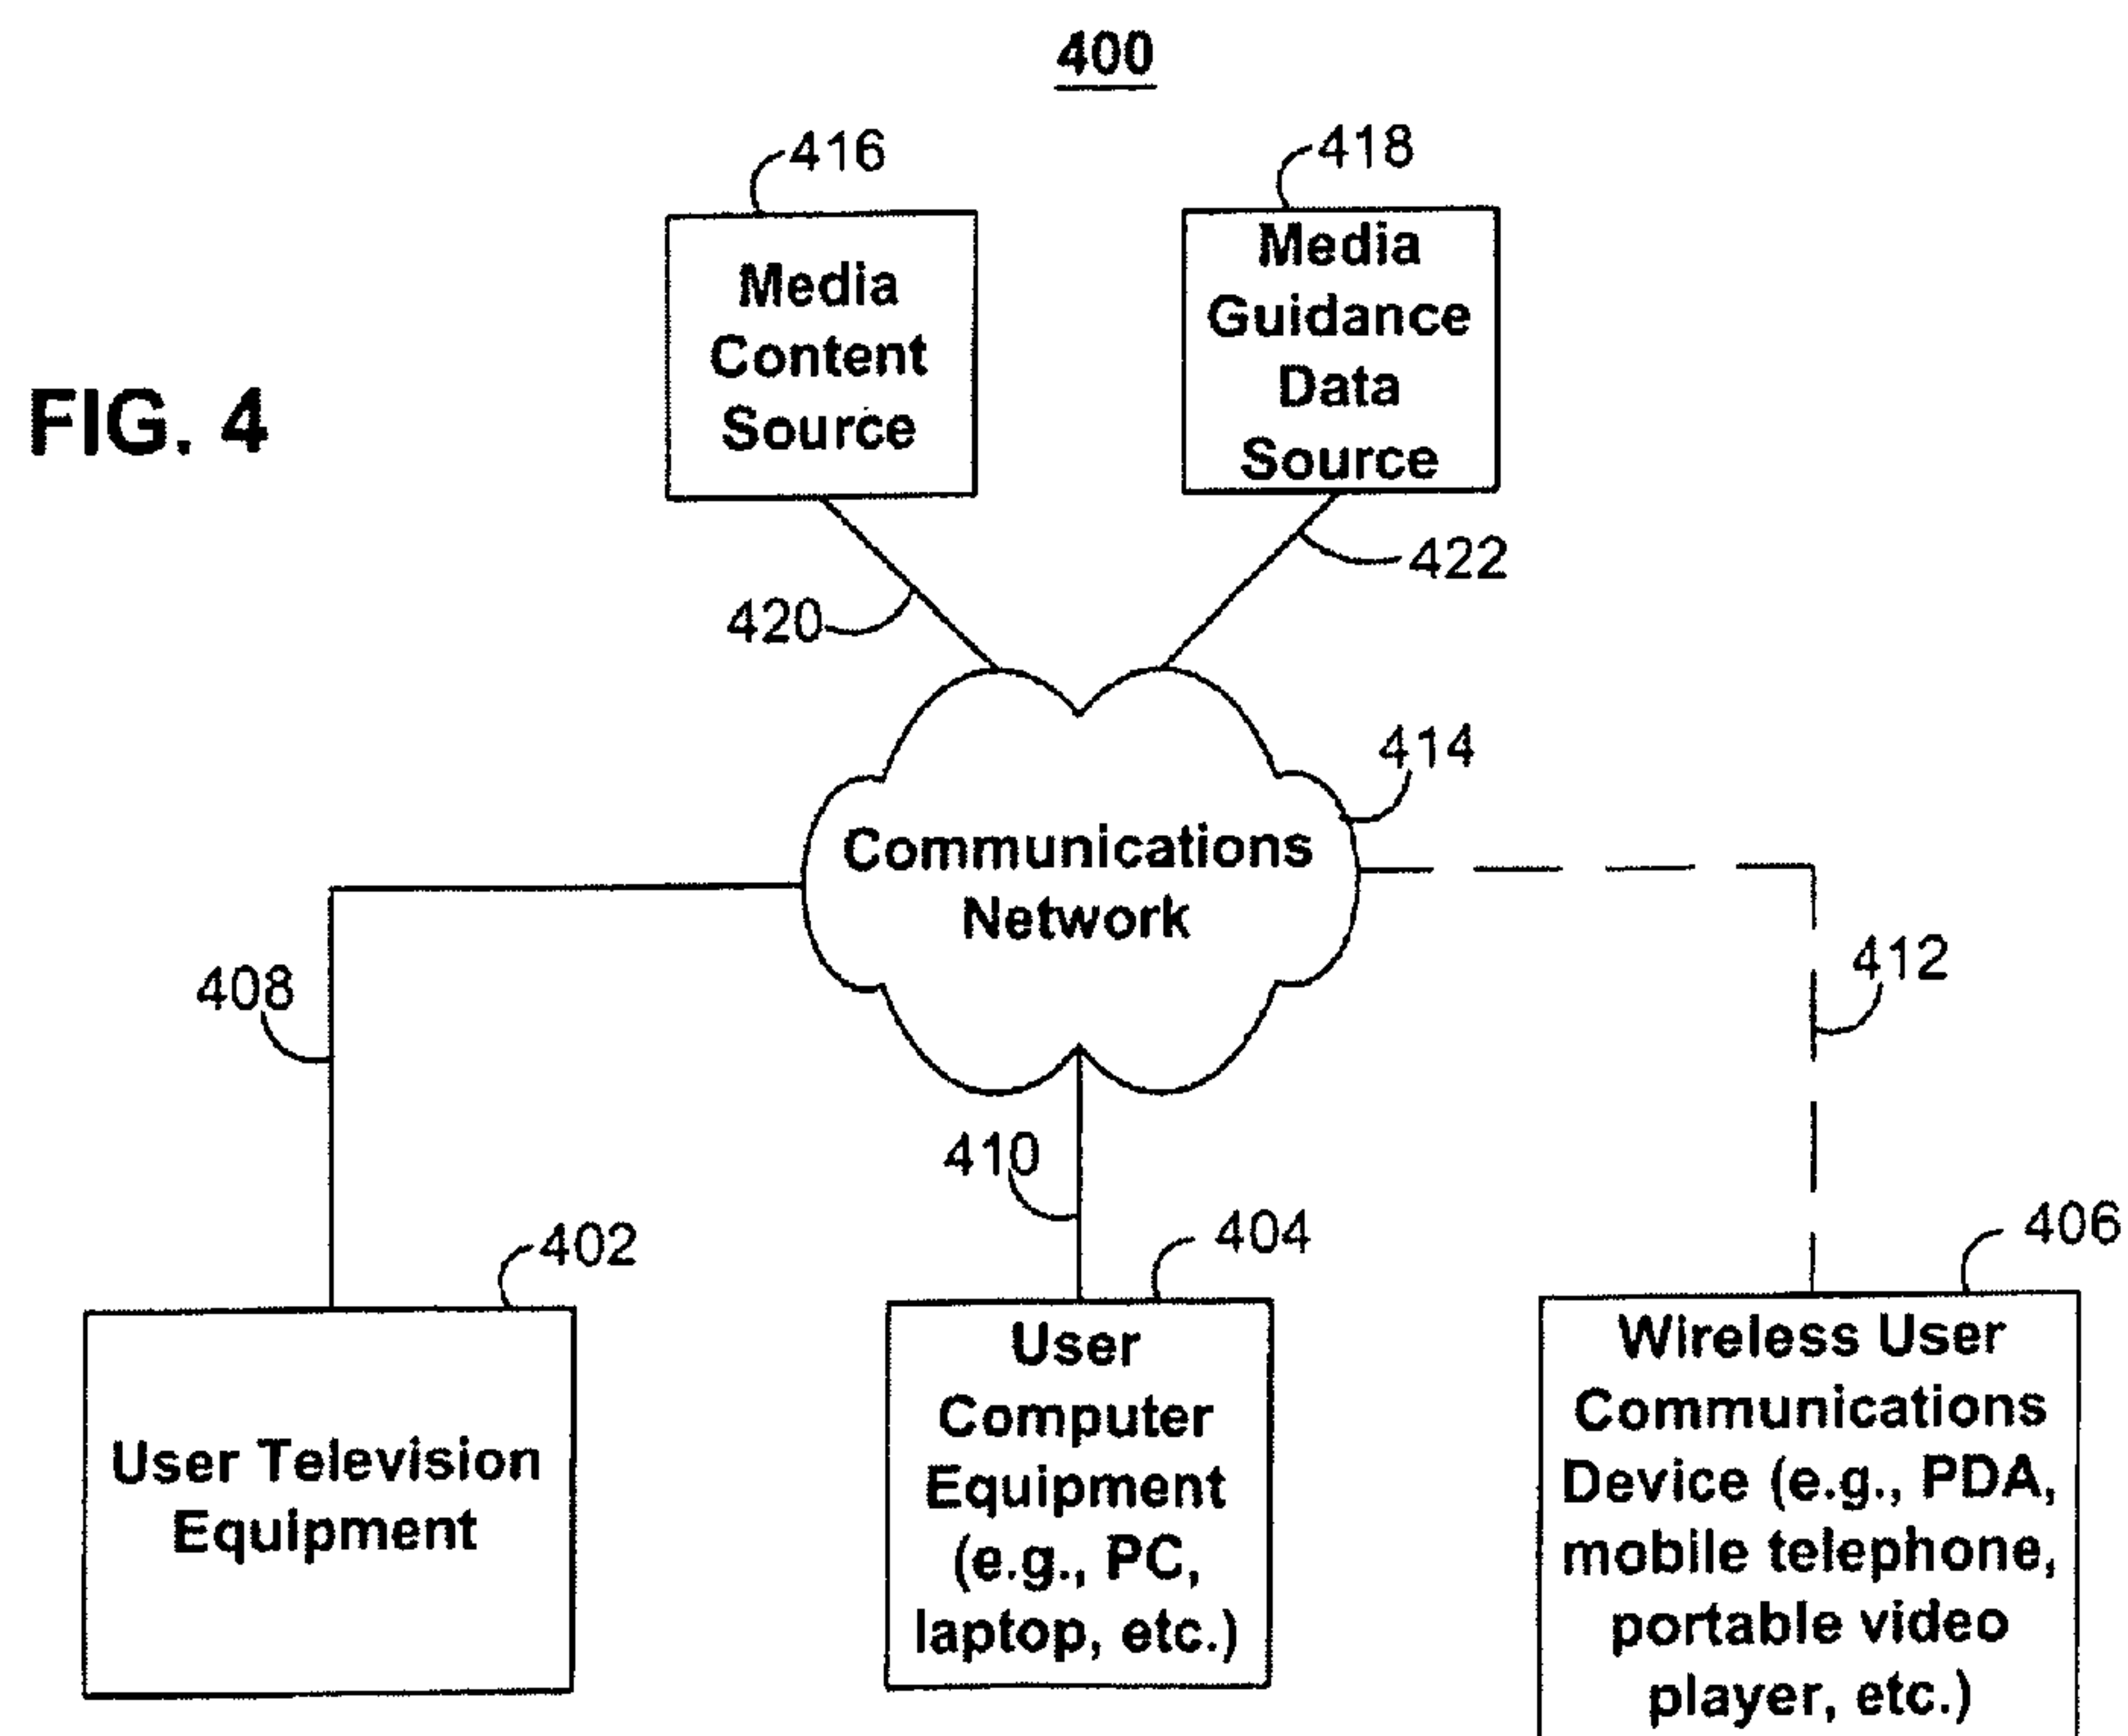 400
416
418
Media
Content
Source
Media
Guidance
Data
Source
FIG. 4
422
420
414
Communications
Network
412
408
410
402
404
406
User Television
Equipment
User
Computer
Equipment
(e.g., PC,
laptop, etc.)
Wireless User
Communications
Device (e.g., PDA,
mobile telephone,
portable video
player, etc.)